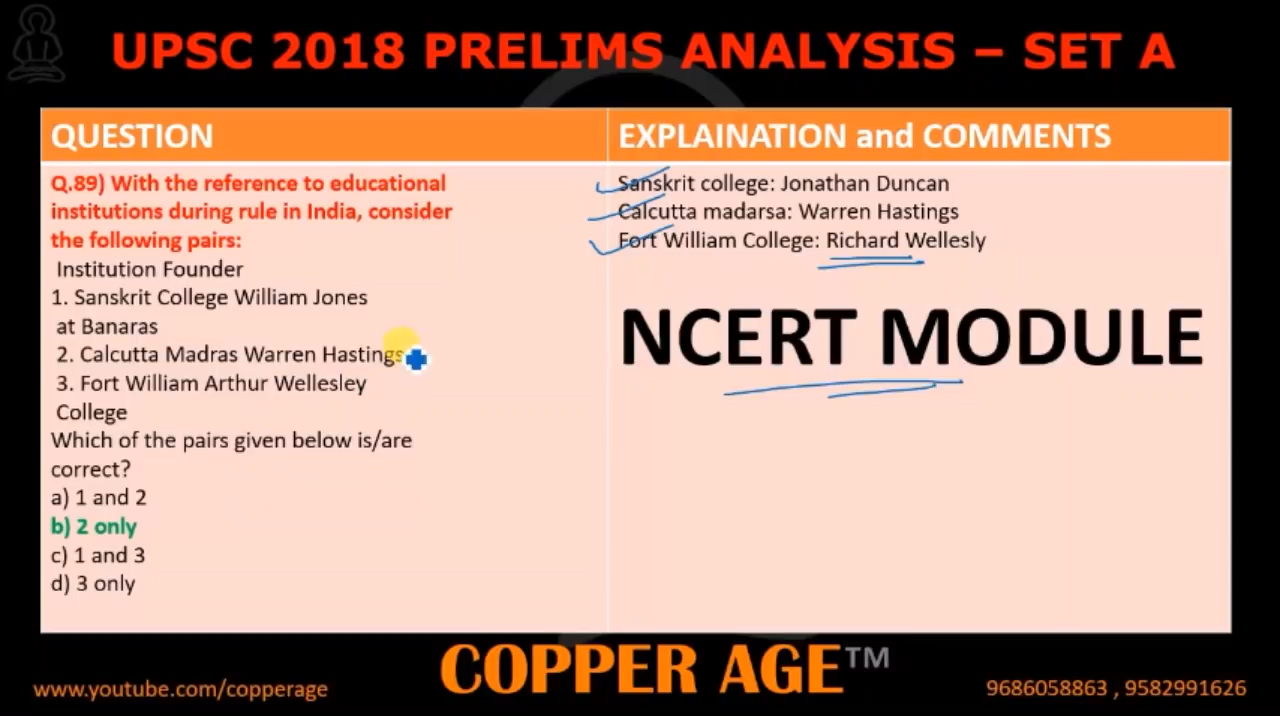 UPSC 2018 PRELIMS ANALYSIS – SET A
QUESTION
Q.89) With the reference to educational
institutions during rule in India, consider
the following pairs:
Institution Founder
1. Sanskrit College William Jones
at Banaras
2. Calcutta Madras Warren Hastings
3. Fort William Arthur Wellesley
College
Which of the pairs given below is/are
correct?
a) 1 and 2
b) 2 only
c) 1 and 3
d) 3 only
EXPLAINATION and COMMENTS
Sanskrit college: Jonathan Duncan
Calcutta madarsa: Warren Hastings
Fort William College: Richard Wellesly
NCERT MODULE
COPPER AGE™
www.youtube.com/copperage
9686058863 , 9582991626